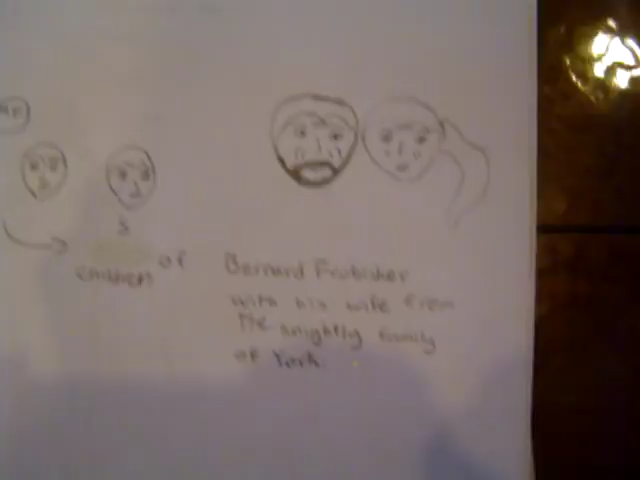 5
children of
Bernard Frobisher
with his wife from
the knightly family
of York.